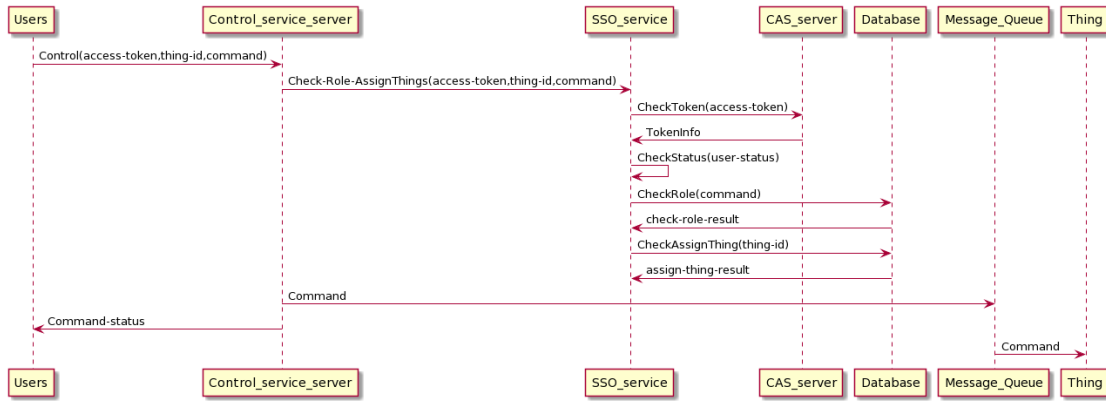 Users
Control_service_server
SSO_service
CAS_server
Database
Message_Queue
Thing
Control(access-token,thing-id,command)
Check-Role-AssignThings(access-token,thing-id,command)
CheckToken(access-token)
TokenInfo
CheckStatus(user-status)
CheckRole(command)
check-role-result
CheckAssignThing(thing-id)
assign-thing-result
Command
Command-status
Command
Users
Control_service_server
SSO_service
CAS_server
Database
Message_Queue
Thing